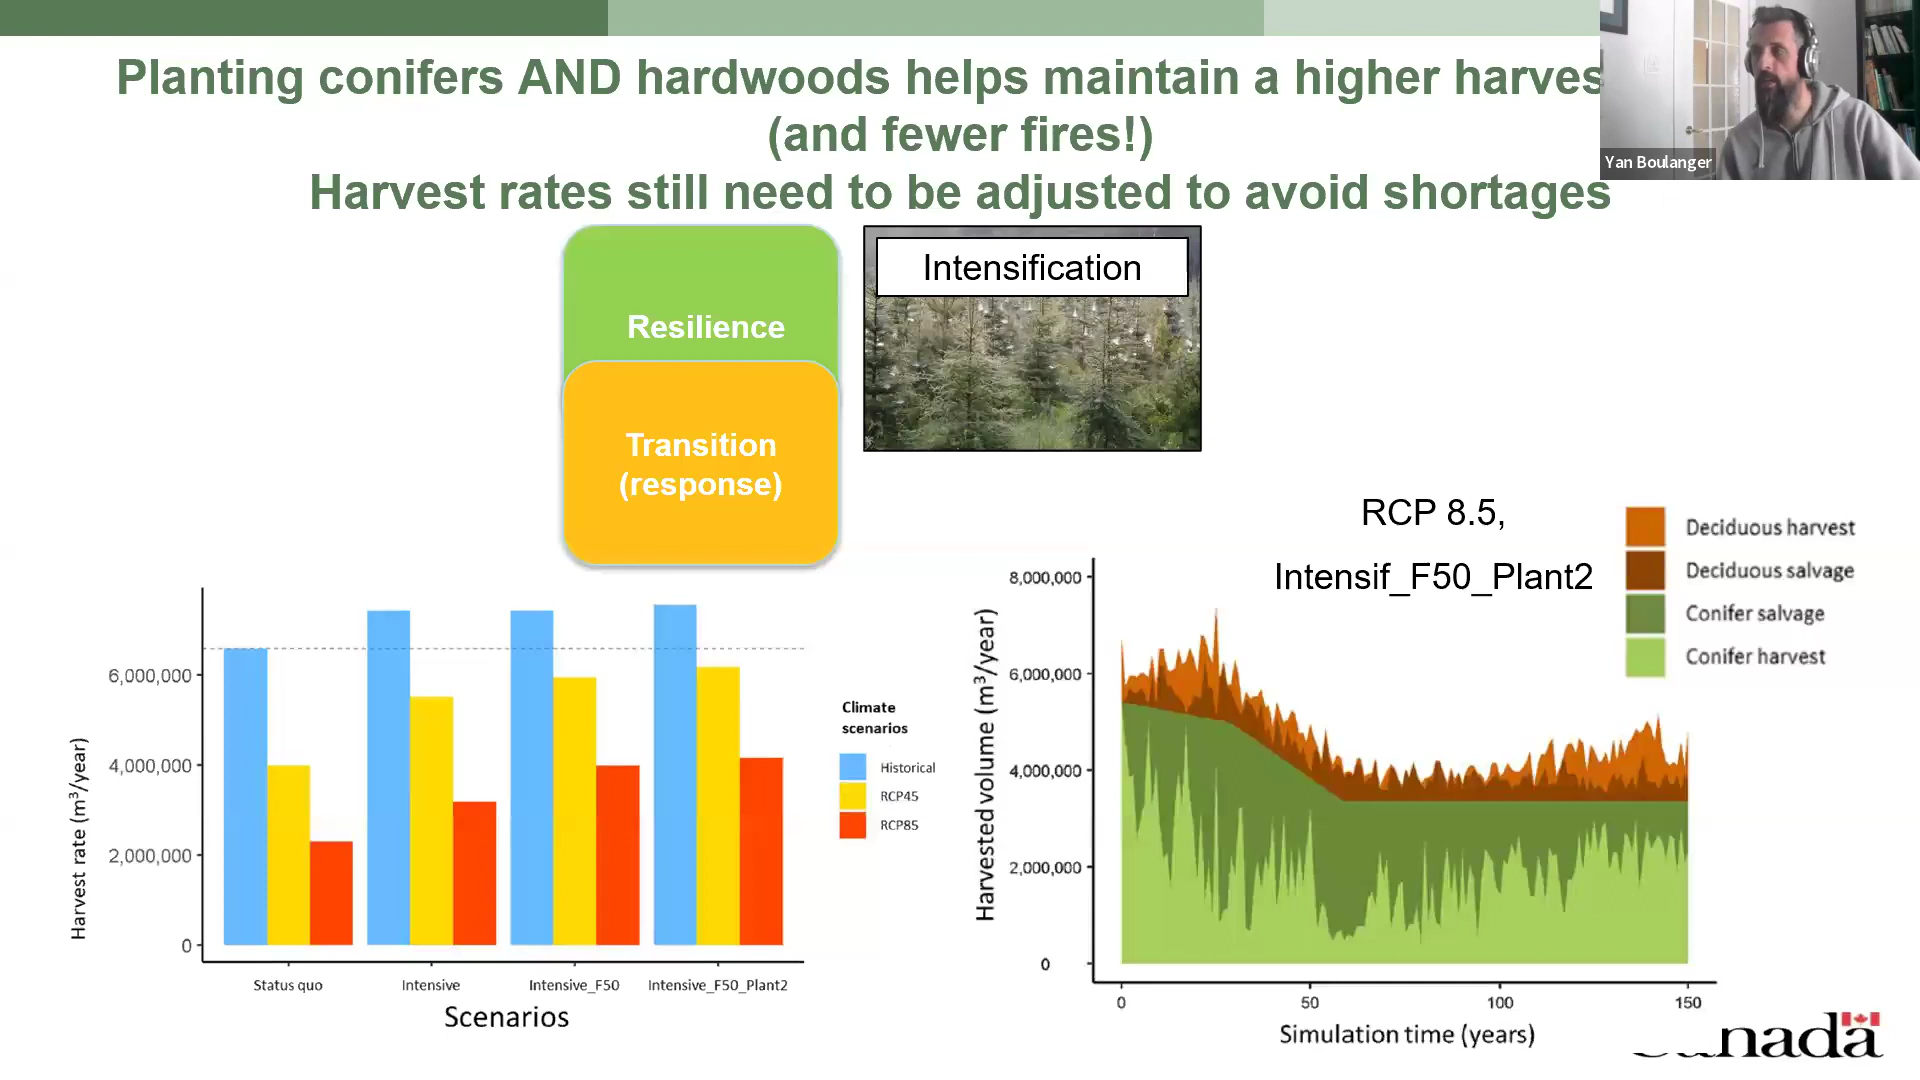 Planting conifers AND hardwoods helps maintain a higher harves
(and fewer fires!)
Harvest rates still need to be adjusted to avoid shortages
Yan Boulanger
Resilience
Transition
(response)
Intensification
Harvest rate (m³/year)
6,000,000
4,000,000
2,000,000
0
Status quo
Intensive
Intensive_F50
Intensive_F50_Plant2
Scenarios
Climate
scenarios
Historical
RCP45
RCP85
RCP 8.5,
Intensif_F50_Plant2
Deciduous harvest
Deciduous salvage
Conifer salvage
Conifer harvest
Harvested volume (m³/year)
8,000,000
6,000,000
4,000,000
2,000,000
0
0
50
100
150
Simulation time (years)